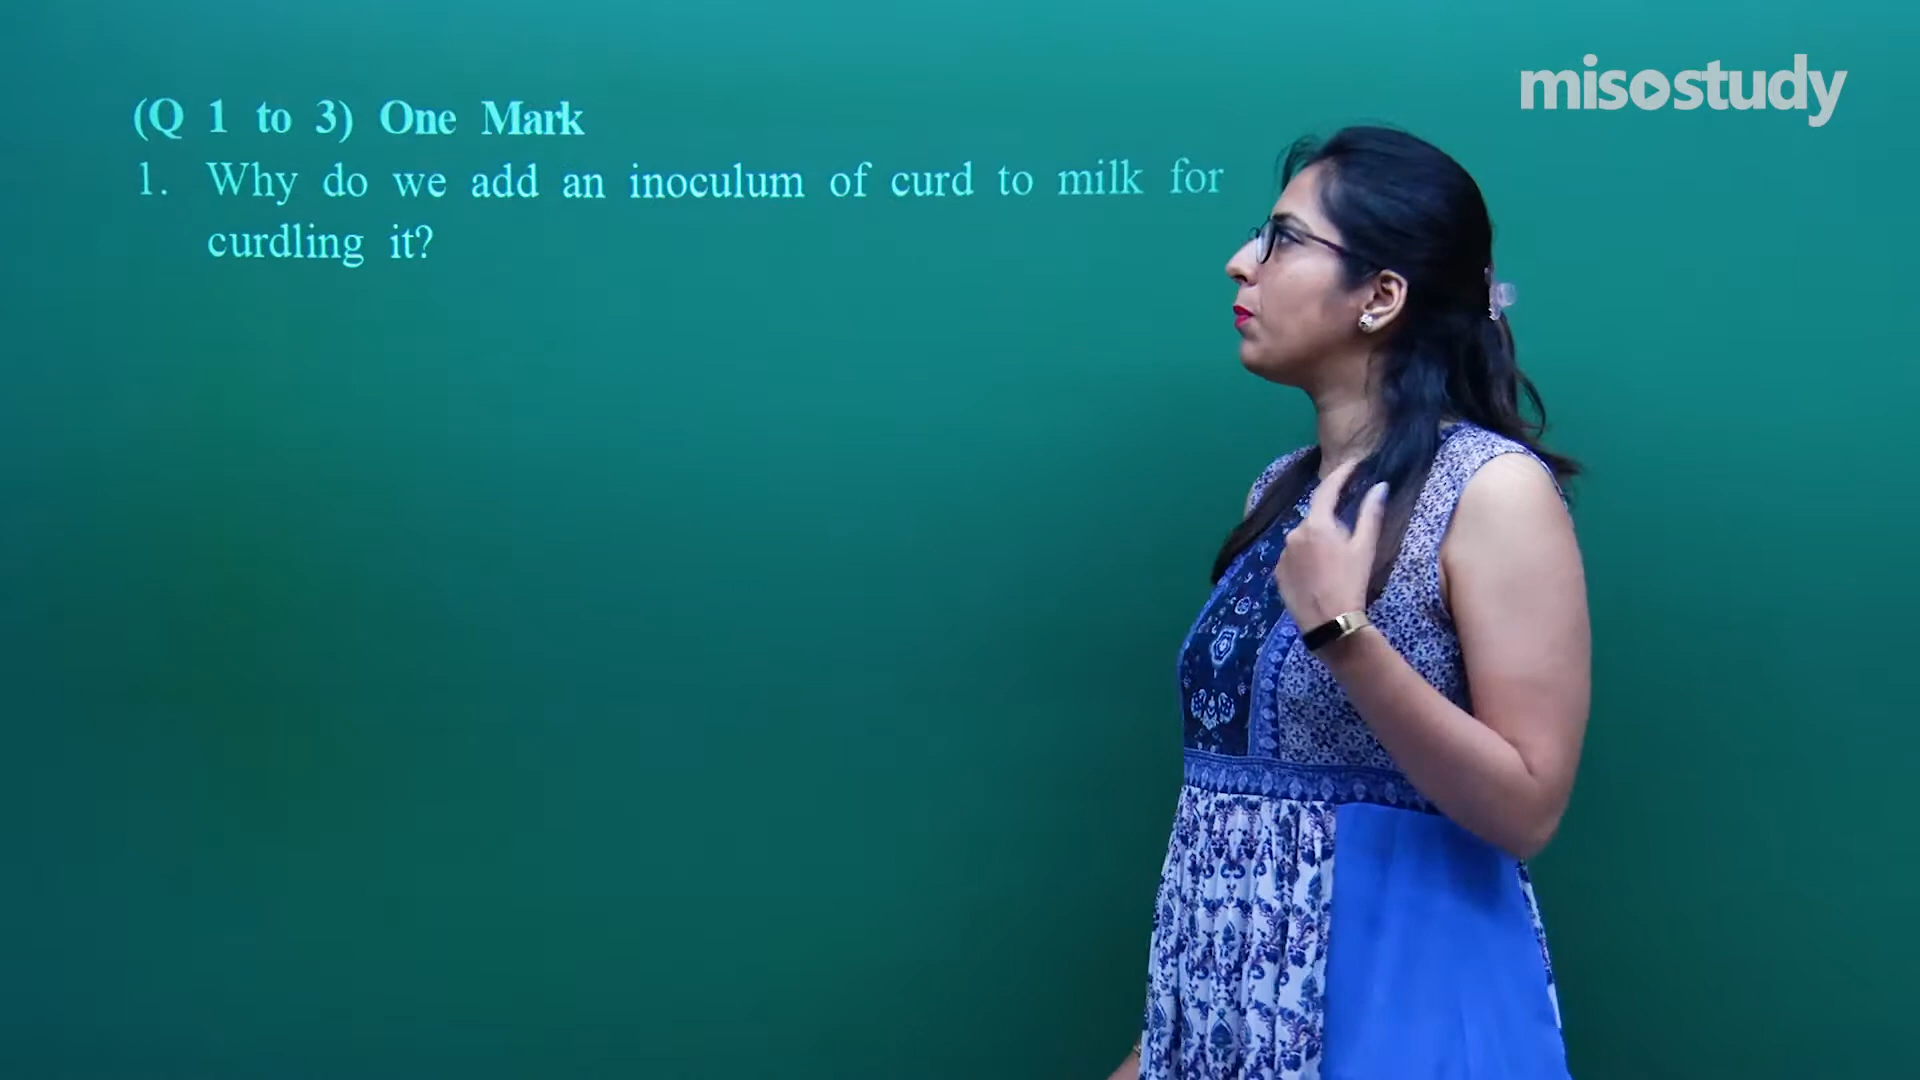 misostudy
(Q 1 to 3) One Mark
1. Why do we add an inoculum of curd to milk for
curdling it?